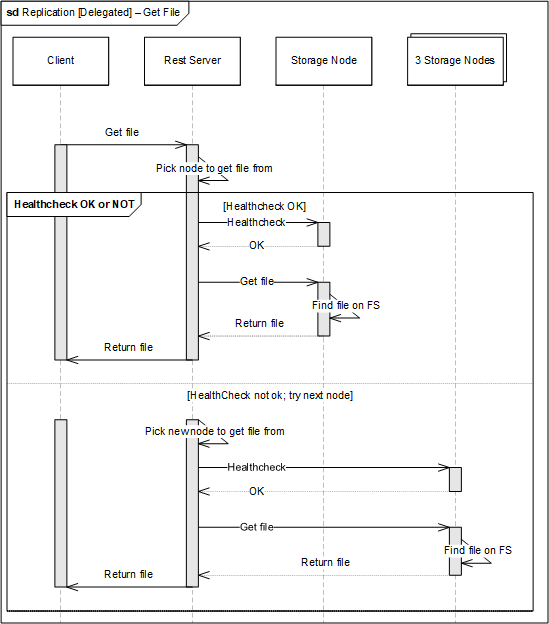 sd Replication [Delegated] – Get File
Client
Rest Server
Storage Node
3 Storage Nodes
Get file
Pick node to get file from
Healthcheck OK or NOT
[Healthcheck OK]
Healthcheck
OK
Get file
Find file on FS
Return file
Return file
[HealthCheck not ok; try next node]
Pick new node to get file from
Healthcheck
OK
Get file
Find file on FS
Return file
Return file